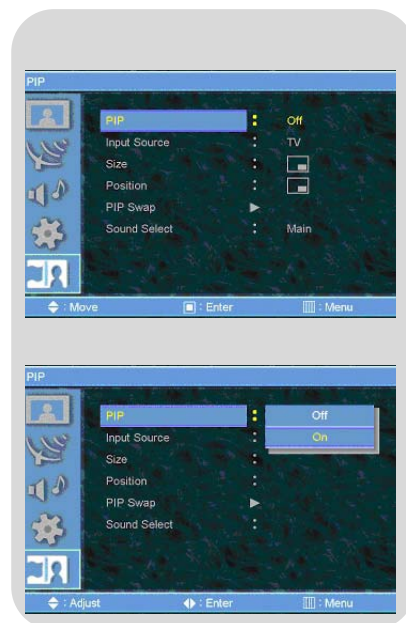 PIP
PIP : Off
Input Source : TV
Size :
Position :
PIP Swap ▶
Sound Select : Main
: Move : Enter : Menu
PIP
PIP : Off
Input Source : On
Size :
Position :
PIP Swap ▶
Sound Select :
: Adjust : Enter : Menu